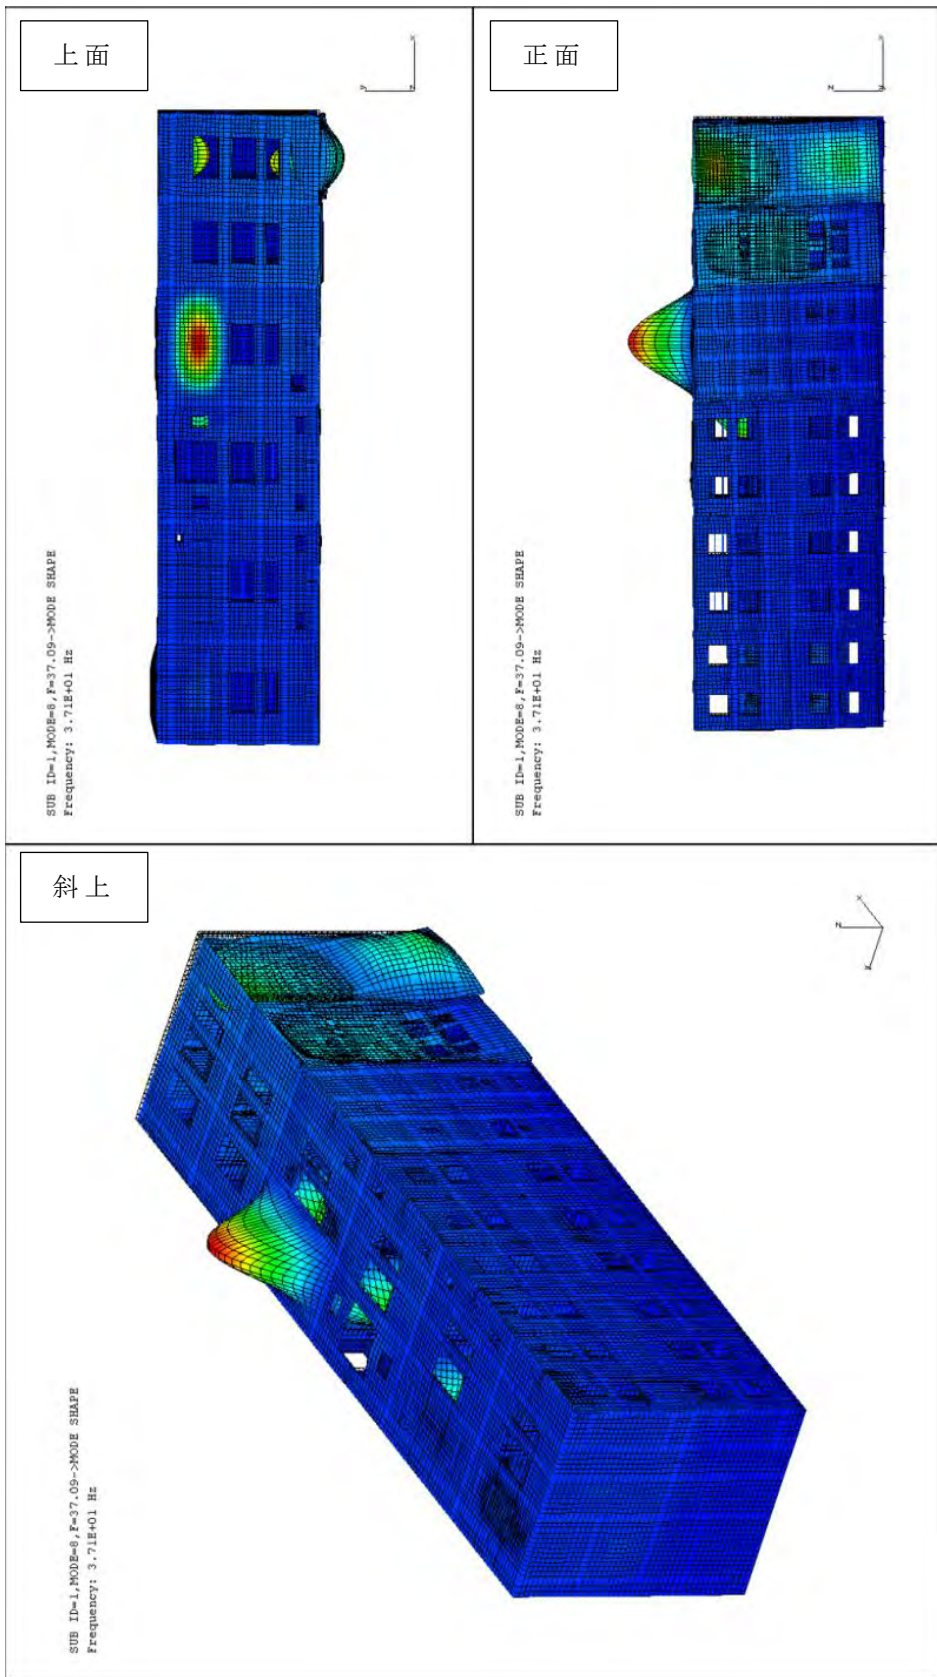 上面
SUB ID=1,MODE=8,F=37.09->MODE SHAPE
Frequency: 3.71E+01 Hz
正面
SUB ID=1,MODE=8,F=37.09->MODE SHAPE
Frequency: 3.71E+01 Hz
斜上
SUB ID=1,MODE=8,F=37.09->MODE SHAPE
Frequency: 3.71E+01 Hz